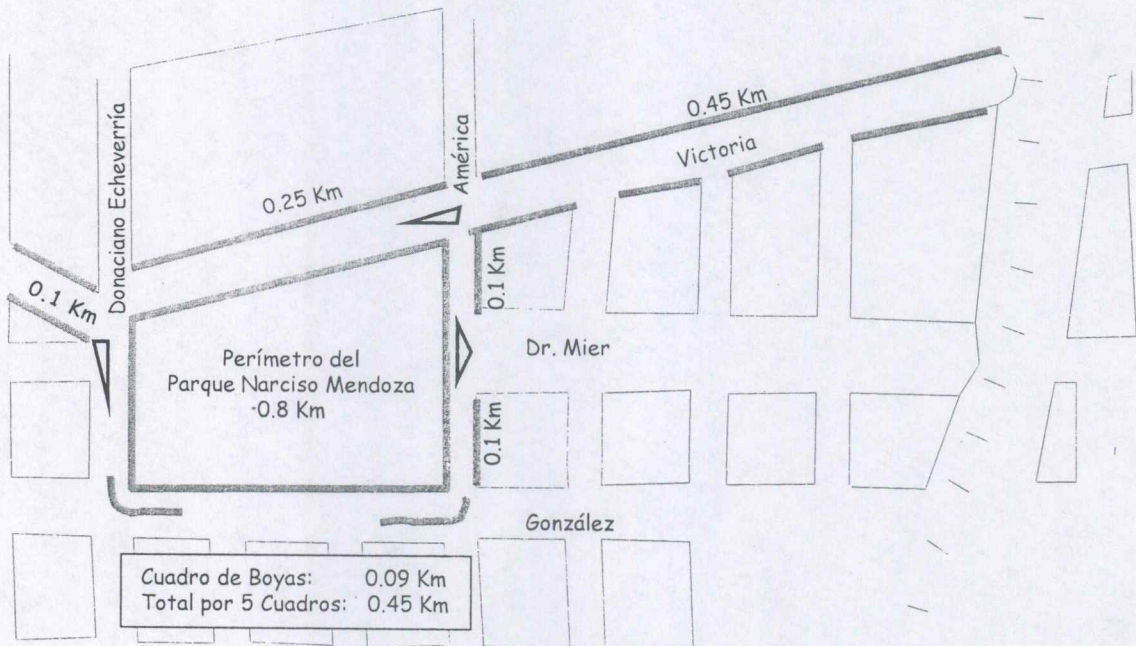 0.45 Km
Victoria
América
Donaciano Echeverría
0.25 Km
0.1 Km
0.1 Km
Perímetro del
Parque Narciso Mendoza
-0.8 Km
Dr. Mier
0.1 Km
González
Cuadro de Boyas: 0.09 Km
Total por 5 Cuadros: 0.45 Km